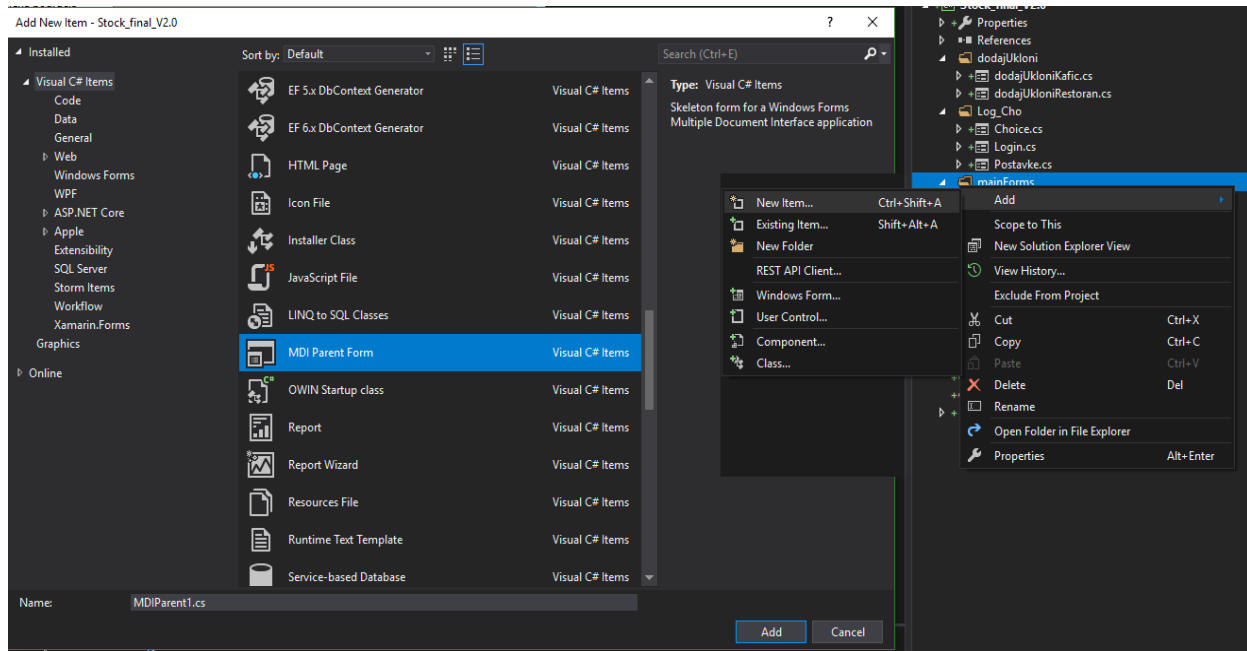 Add New Item - Stock_final_V2.0
?
Installed
Sort by: Default
Search (Ctrl+E)
Visual C# Items
Code
Data
General
Web
Windows Forms
WPF
ASP.NET Core
Apple
Extensibility
SQL Server
Storm Items
Workflow
Xamarin.Forms
Graphics
Online
EF 5.x DbContext Generator Visual C# Items
EF 6.x DbContext Generator Visual C# Items
HTML Page Visual C# Items
Icon File Visual C# Items
Installer Class Visual C# Items
JavaScript File Visual C# Items
LINQ to SQL Classes Visual C# Items
MDI Parent Form Visual C# Items
OWIN Startup class Visual C# Items
Report Visual C# Items
Report Wizard Visual C# Items
Resources File Visual C# Items
Runtime Text Template Visual C# Items
Service-based Database Visual C# Items
Type: Visual C# Items
Skeleton form for a Windows Forms
Multiple Document Interface application
Name: MDIParent1.cs
Add Cancel
Stock_final_V2.0
Properties
References
dodajUkloni
dodajUkloniKafic.cs
dodajUkloniRestoran.cs
Log_Cho
Choice.cs
Login.cs
Postavke.cs
mainForms
New Item... Ctrl+Shift+A
Existing Item... Shift+Alt+A
New Folder
REST API Client...
Windows Form...
User Control...
Component...
Class...
Add
Scope to This
New Solution Explorer View
View History...
Exclude From Project
Cut Ctrl+X
Copy Ctrl+C
Paste Ctrl+V
Delete Del
Rename
Open Folder in File Explorer
Properties Alt+Enter